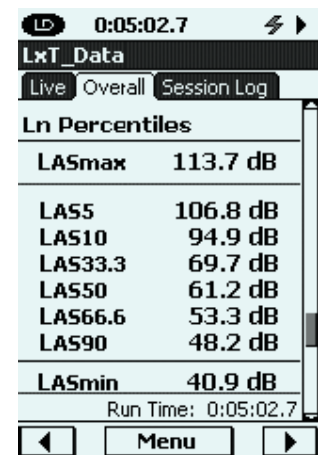 LD 0:05:02.7
LxT_Data
Live Overall Session Log
Ln Percentiles
LASmax 113.7 dB
LAS5 106.8 dB
LAS10 94.9 dB
LAS33.3 69.7 dB
LAS50 61.2 dB
LAS66.6 53.3 dB
LAS90 48.2 dB
LASmin 40.9 dB
Run Time: 0:05:02.7
Menu